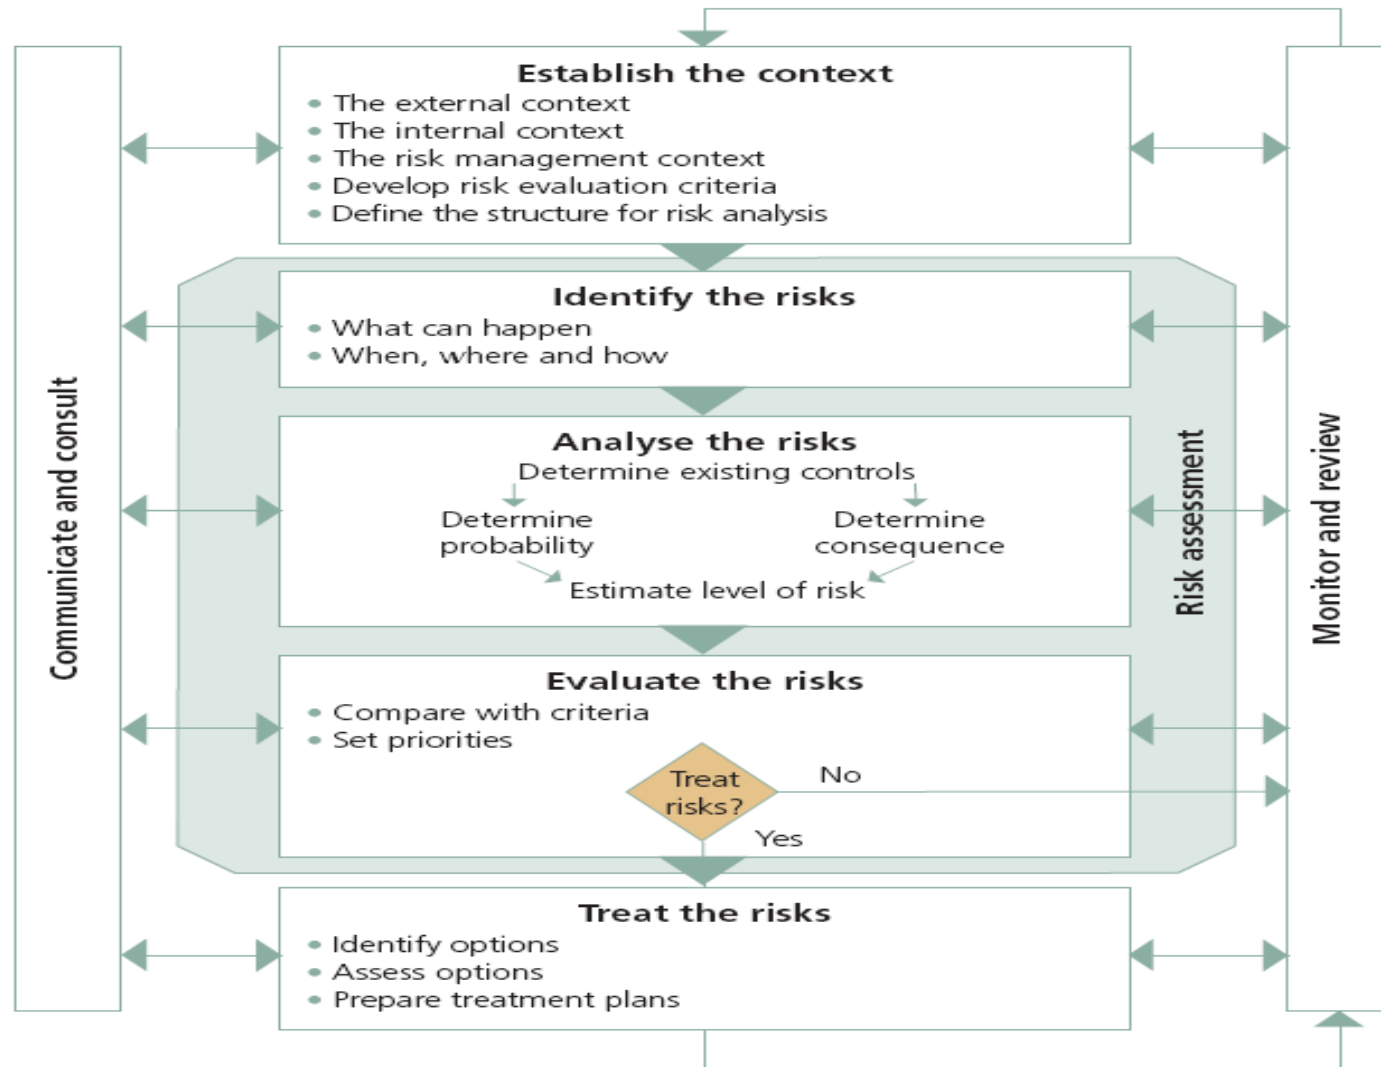 Establish the context
• The external context
• The internal context
• The risk management context
• Develop risk evaluation criteria
• Define the structure for risk analysis
Identify the risks
• What can happen
• When, where and how
Analyse the risks
Determine existing controls
Determine
probability
Determine
consequence
Estimate level of risk
Evaluate the risks
• Compare with criteria
• Set priorities
Treat
risks?
No
Yes
Treat the risks
• Identify options
• Assess options
• Prepare treatment plans
Communicate and consult
Risk assessment
Monitor and review